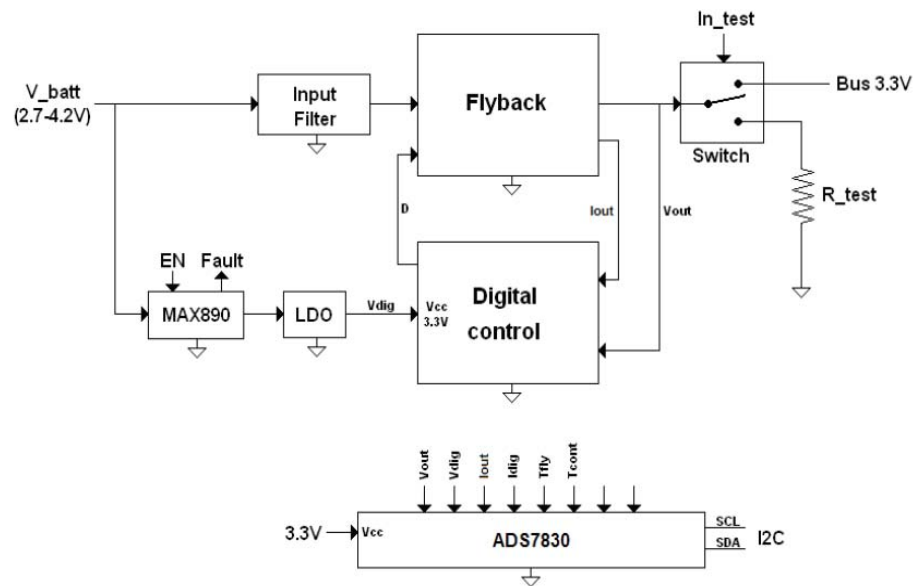 In_test
V_batt
(2.7-4.2V)
Input
Filter
Flyback
Bus 3.3V
Switch
R_test
D
Iout
Vout
EN
Fault
MAX890
LDO
Vdig
Vcc
3.3V
Digital
control
Vout
Vdig
Iout
Idig
Tfly
Tcont
3.3V
Vcc
ADS7830
SCL
SDA
I2C